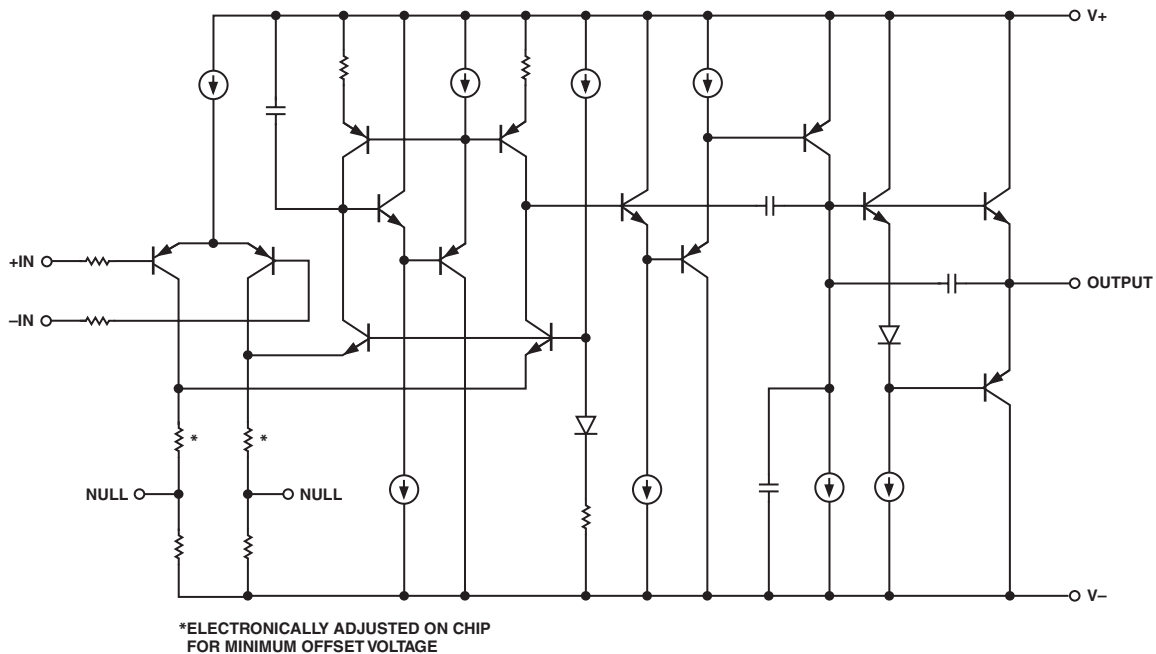 V+
+IN
–IN
OUTPUT
*
*
NULL
NULL
V–
*ELECTRONICALLY ADJUSTED ON CHIP
FOR MINIMUM OFFSET VOLTAGE